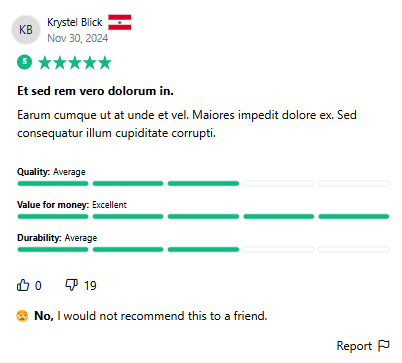 KB
Krystel Blick
Nov 30, 2024
5
Et sed rem vero dolorum in.
Earum cumque ut at unde et vel. Maiores impedit dolore ex. Sed
consequatur illum cupiditate corrupti.
Quality: Average
Value for money: Excellent
Durability: Average
0 19
No, I would not recommend this to a friend.
Report